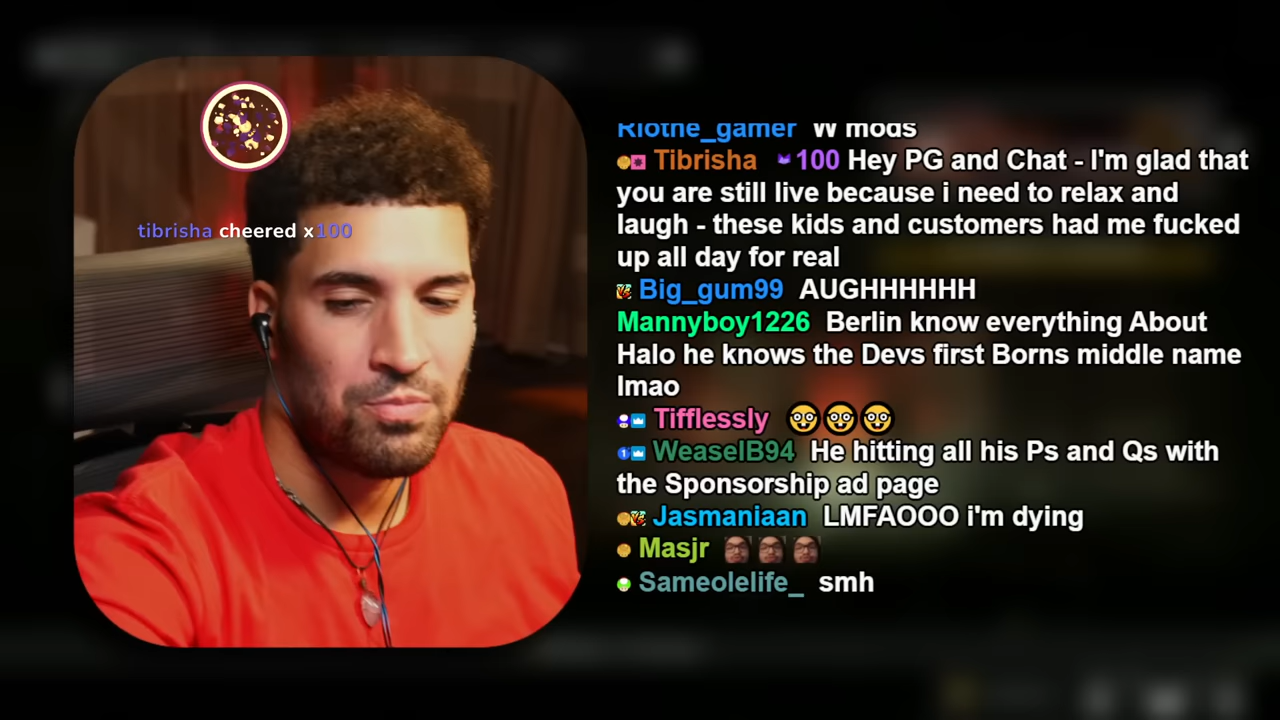 Riothe_gamer W mods
Tibrisha 100 Hey PG and Chat - I'm glad that
you are still live because i need to relax and
laugh - these kids and customers had me fucked
up all day for real
Big_gum99 AUGHHHHHH
Mannyboy1226 Berlin know everything About
Halo he knows the Devs first Borns middle name
lmao
Tifflessly
WeaselB94 He hitting all his Ps and Qs with
the Sponsorship ad page
Jasmaniaan LMFAOOO i'm dying
Masjr
Sameolelife_ smh
tibrisha cheered x100